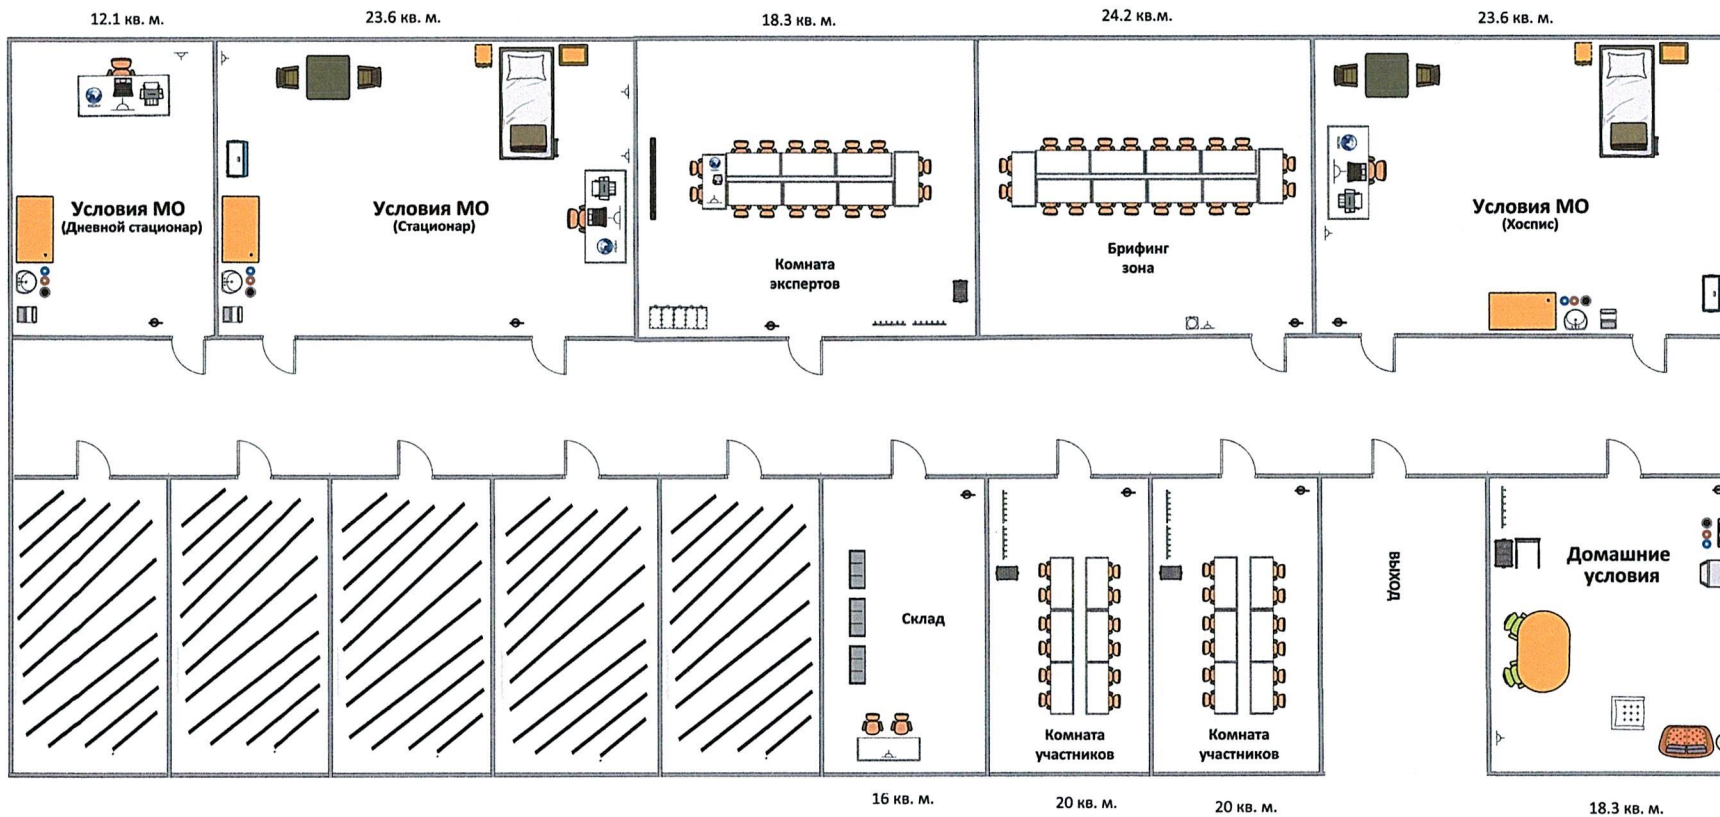 12.1 кв. м.
23.6 кв. м.
18.3 кв. м.
24.2 кв.м.
23.6 кв. м.
Условия МО
(Дневной стационар)
Условия МО
(Стационар)
Комната
экспертов
Брифинг
зона
Условия МО
(Хоспис)
Склад
Комната
участников
Комната
участников
ВЫХОД
Домашние
условия
16 кв. м.
20 кв. м.
20 кв. м.
18.3 кв. м.